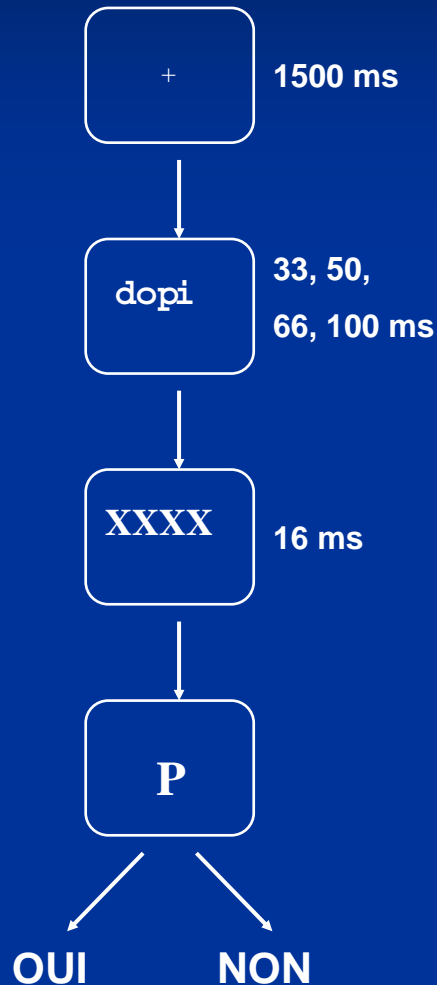 +
1500 ms
dopi
33, 50,
66, 100 ms
XXXX
16 ms
P
OUI NON